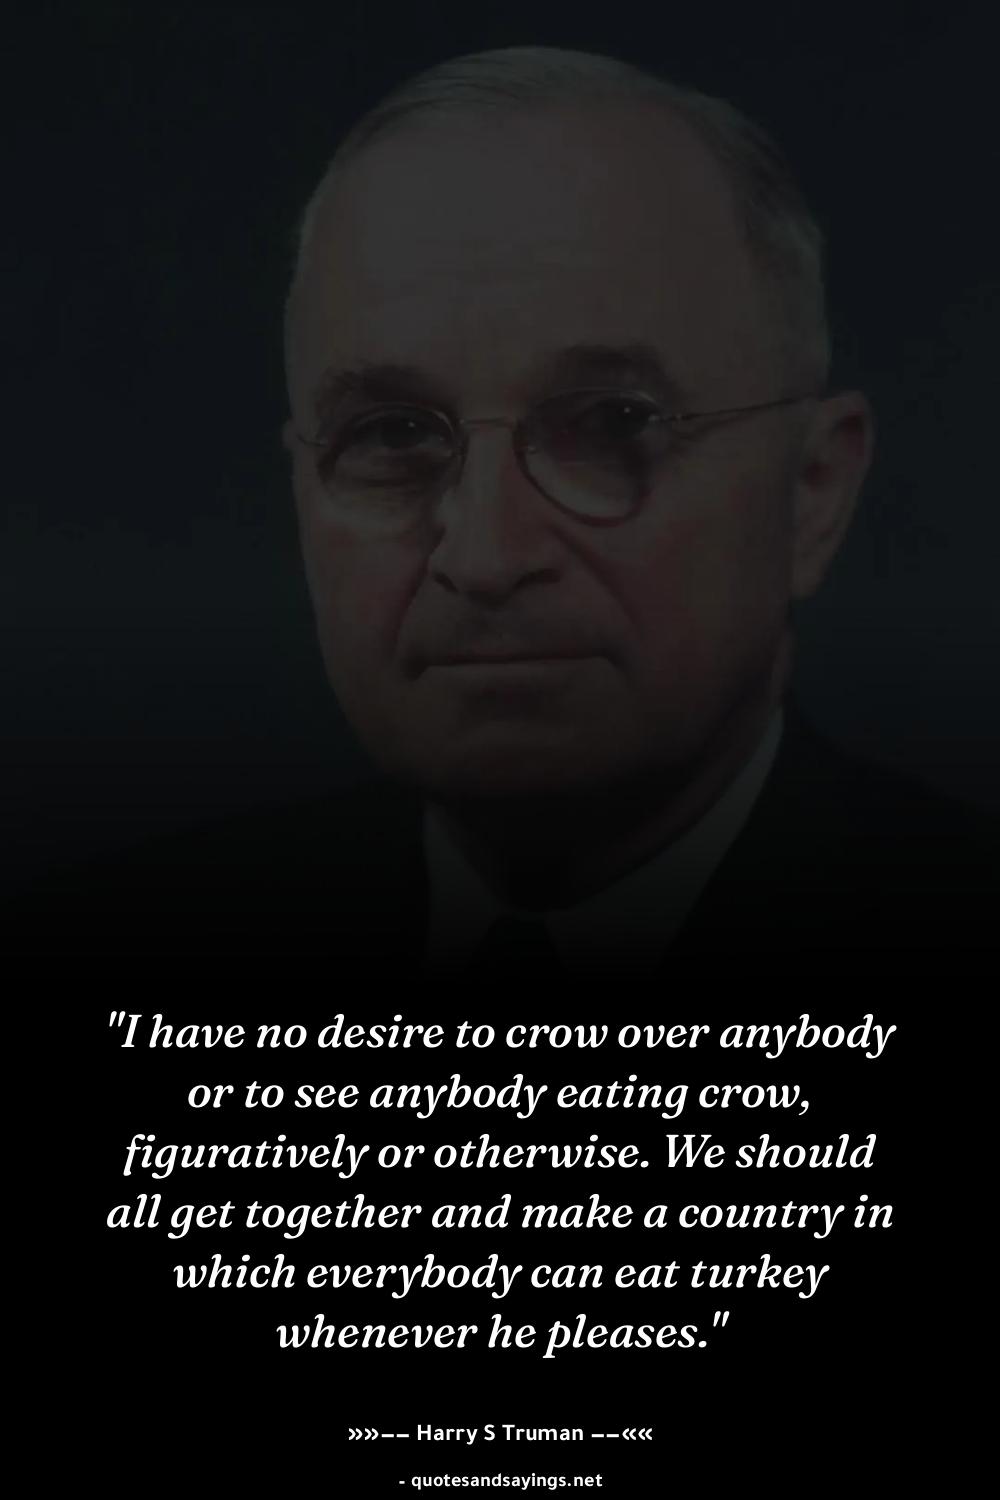 "I have no desire to crow over anybody
or to see anybody eating crow,
figuratively or otherwise. We should
all get together and make a country in
which everybody can eat turkey
whenever he pleases."
»»–– Harry S Truman ––««
- quotesandsayings.net